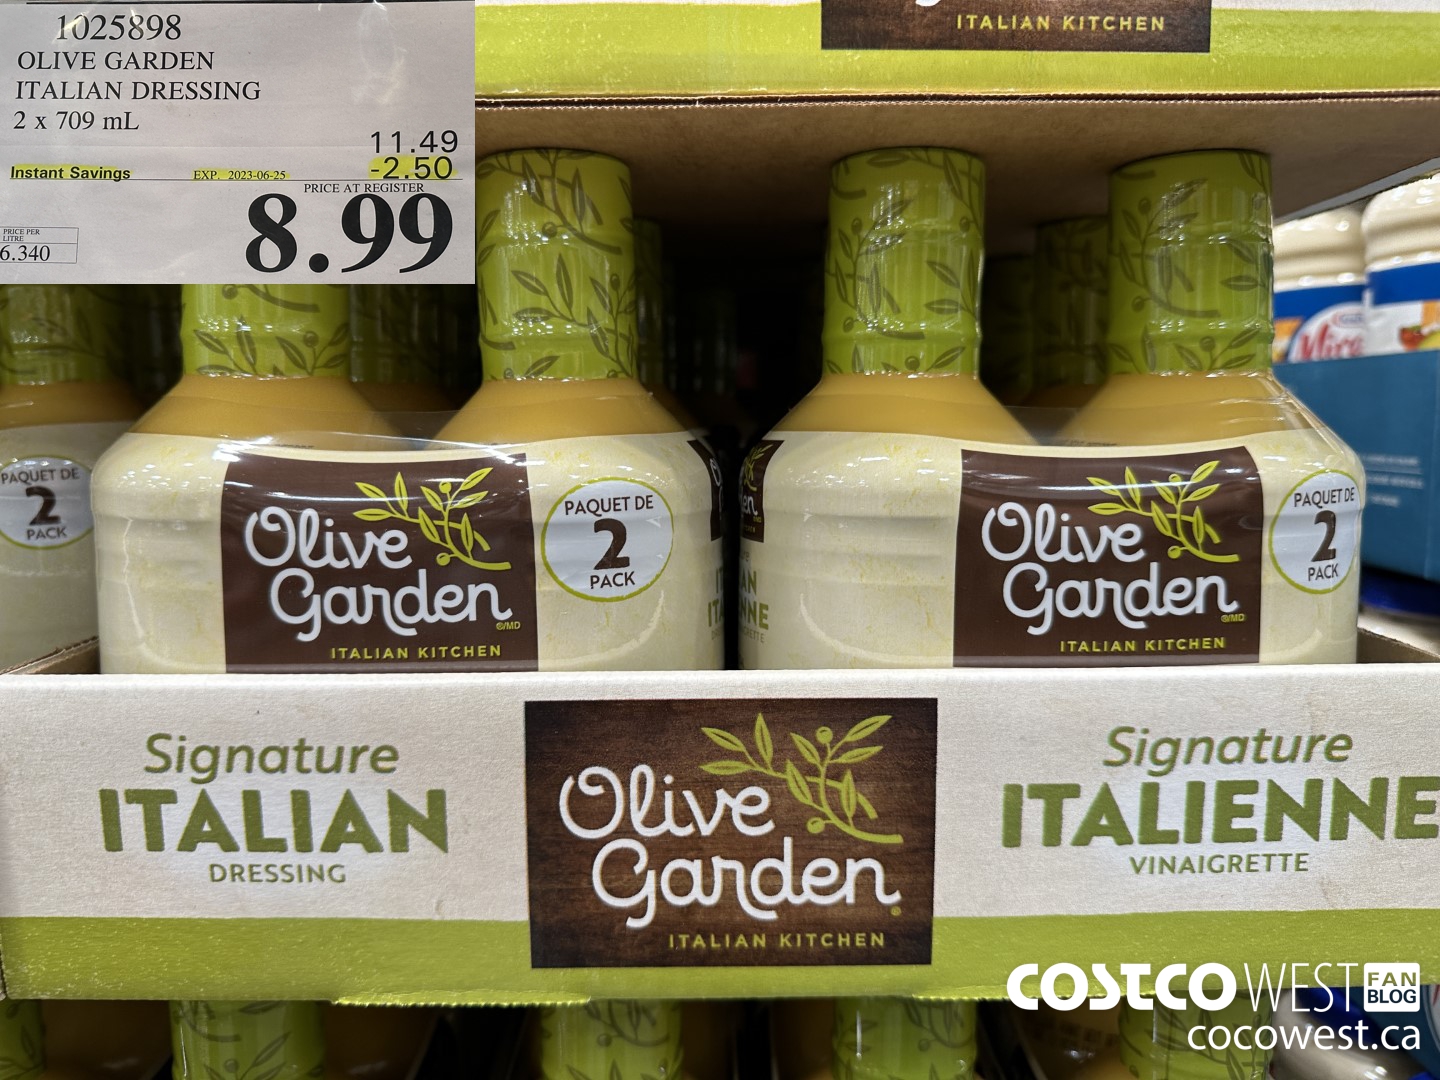 1025898
OLIVE GARDEN
ITALIAN DRESSING
2 x 709 mL
11.49
Instant Savings EXP. 2023-06-25 -2.50
PRICE AT REGISTER
8.99
PRICE PER
LITRE
6.340
ITALIAN KITCHEN
PAQUET DE
2
PACK
Olive
Garden
®/MD
ITALIAN KITCHEN
PAQUET DE
2
PACK
Olive
Garden
®/MD
ITALIAN KITCHEN
PAQUET DE
2
PACK
Signature
ITALIAN
DRESSING
Olive
Garden
ITALIAN KITCHEN
Signature
ITALIENNE
VINAIGRETTE
COSTCO WEST FAN
BLOG
cocowest.ca